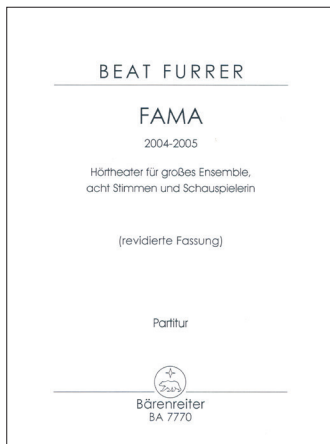 BEAT FURRER
FAMA
2004-2005
Hörtheater für großes Ensemble,
acht Stimmen und Schauspielerin
(revidierte Fassung)
Partitur
Bärenreiter
BA 7770